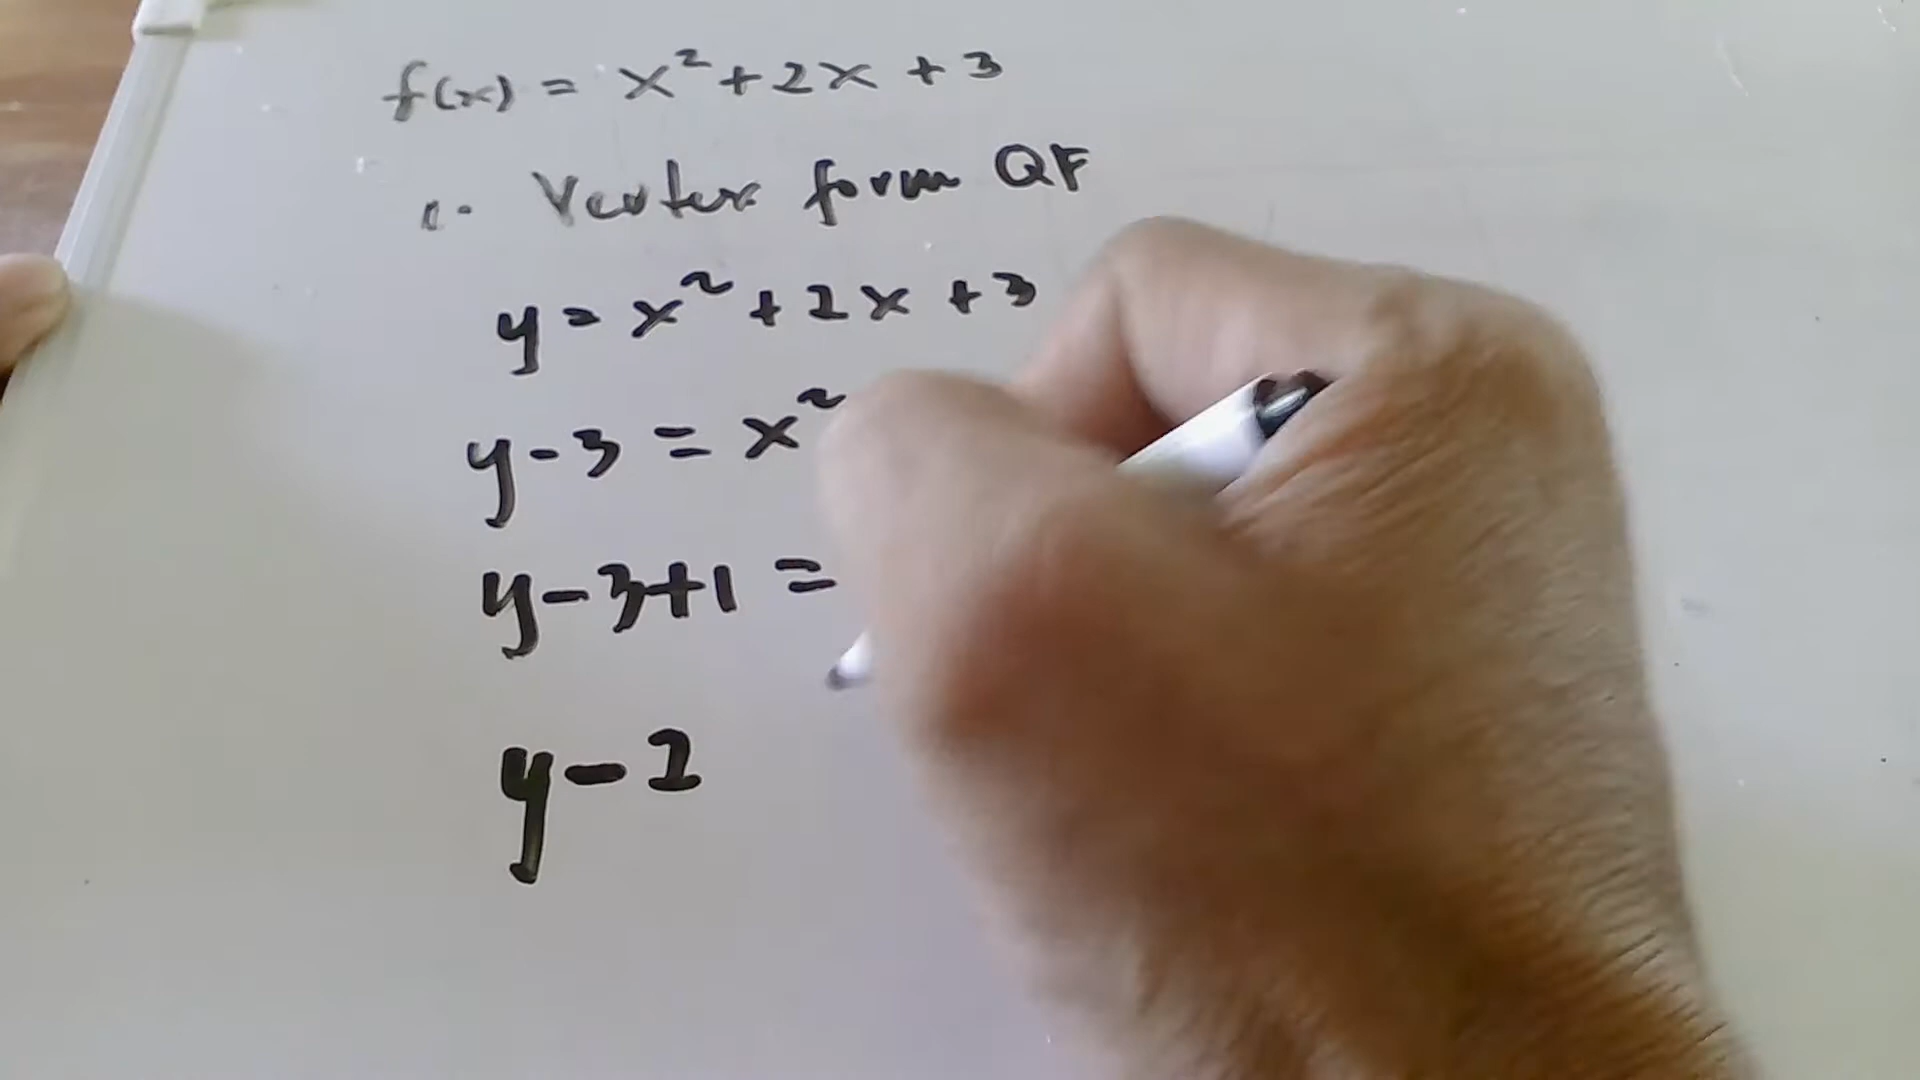 f(x) = x² + 2x + 3
1. Vertex form QF
y = x² + 2x + 3
y - 3 = x²
y - 3 + 1 =
y - 2